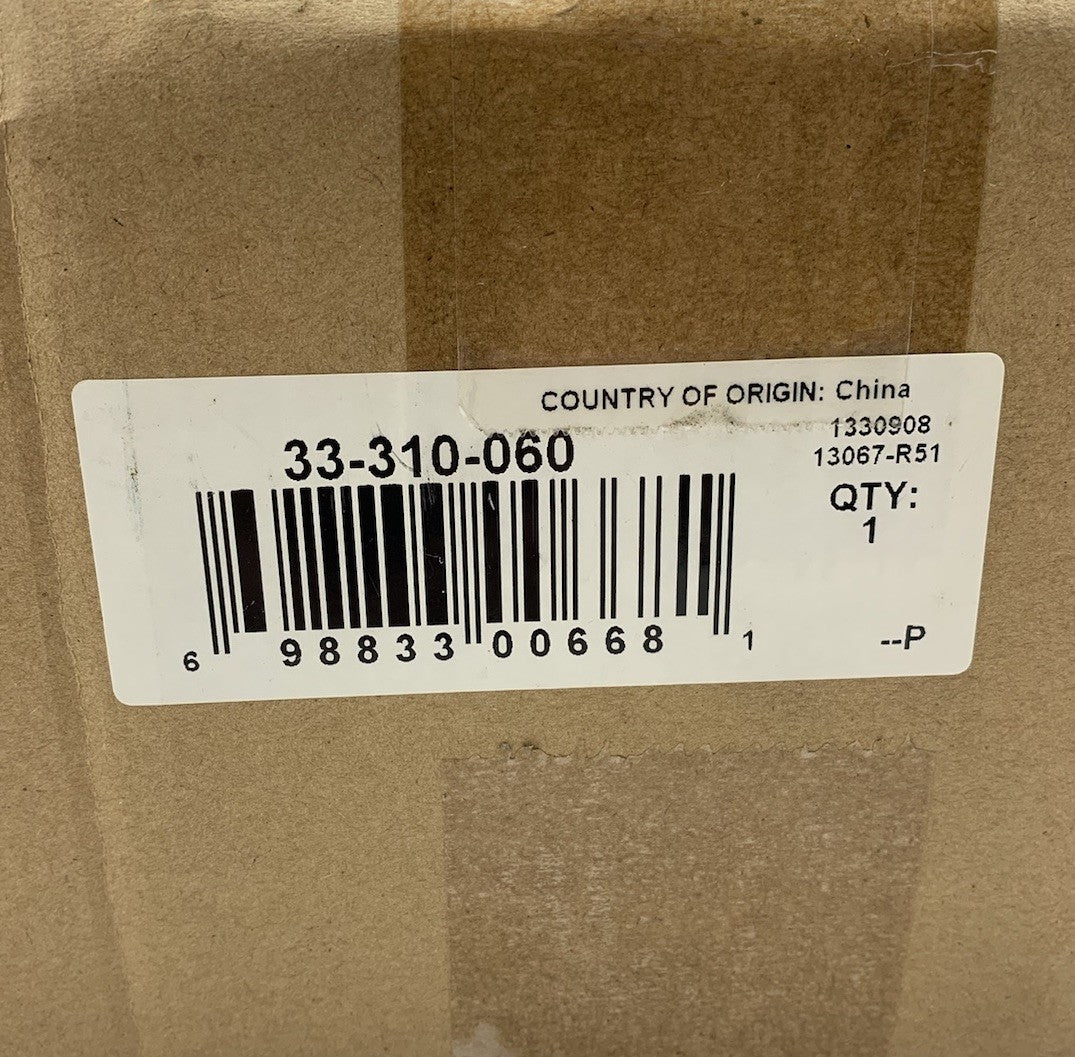 COUNTRY OF ORIGIN: China
1330908
33-310-060
13067-R51
QTY:
1
6 98833 00668 1
--P